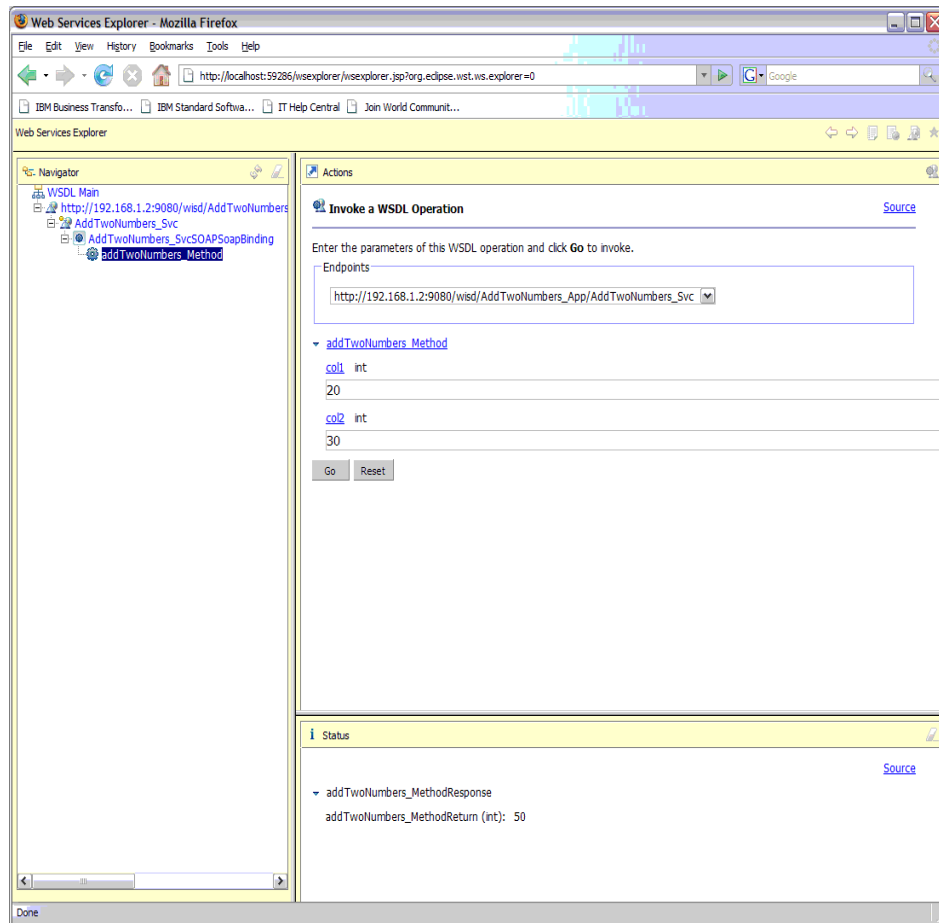 Web Services Explorer - Mozilla Firefox
File Edit View History Bookmarks Tools Help
http://localhost:59286/wsexplorer/wsexplorer.jsp?org.eclipse.wst.ws.explorer=0
G Google
IBM Business Transfo... IBM Standard Softwa... IT Help Central Join World Communit...
Web Services Explorer
Navigator
WSDL Main
http://192.168.1.2:9080/wisd/AddTwoNumbers
AddTwoNumbers_Svc
AddTwoNumbers_SvcSOAPSoapBinding
addTwoNumbers_Method
Actions
Invoke a WSDL Operation
Source
Enter the parameters of this WSDL operation and click Go to invoke.
Endpoints
http://192.168.1.2:9080/wisd/AddTwoNumbers_App/AddTwoNumbers_Svc
addTwoNumbers_Method
col1 int
20
col2 int
30
Go Reset
i Status
Source
addTwoNumbers_MethodResponse
addTwoNumbers_MethodReturn (int): 50
Done